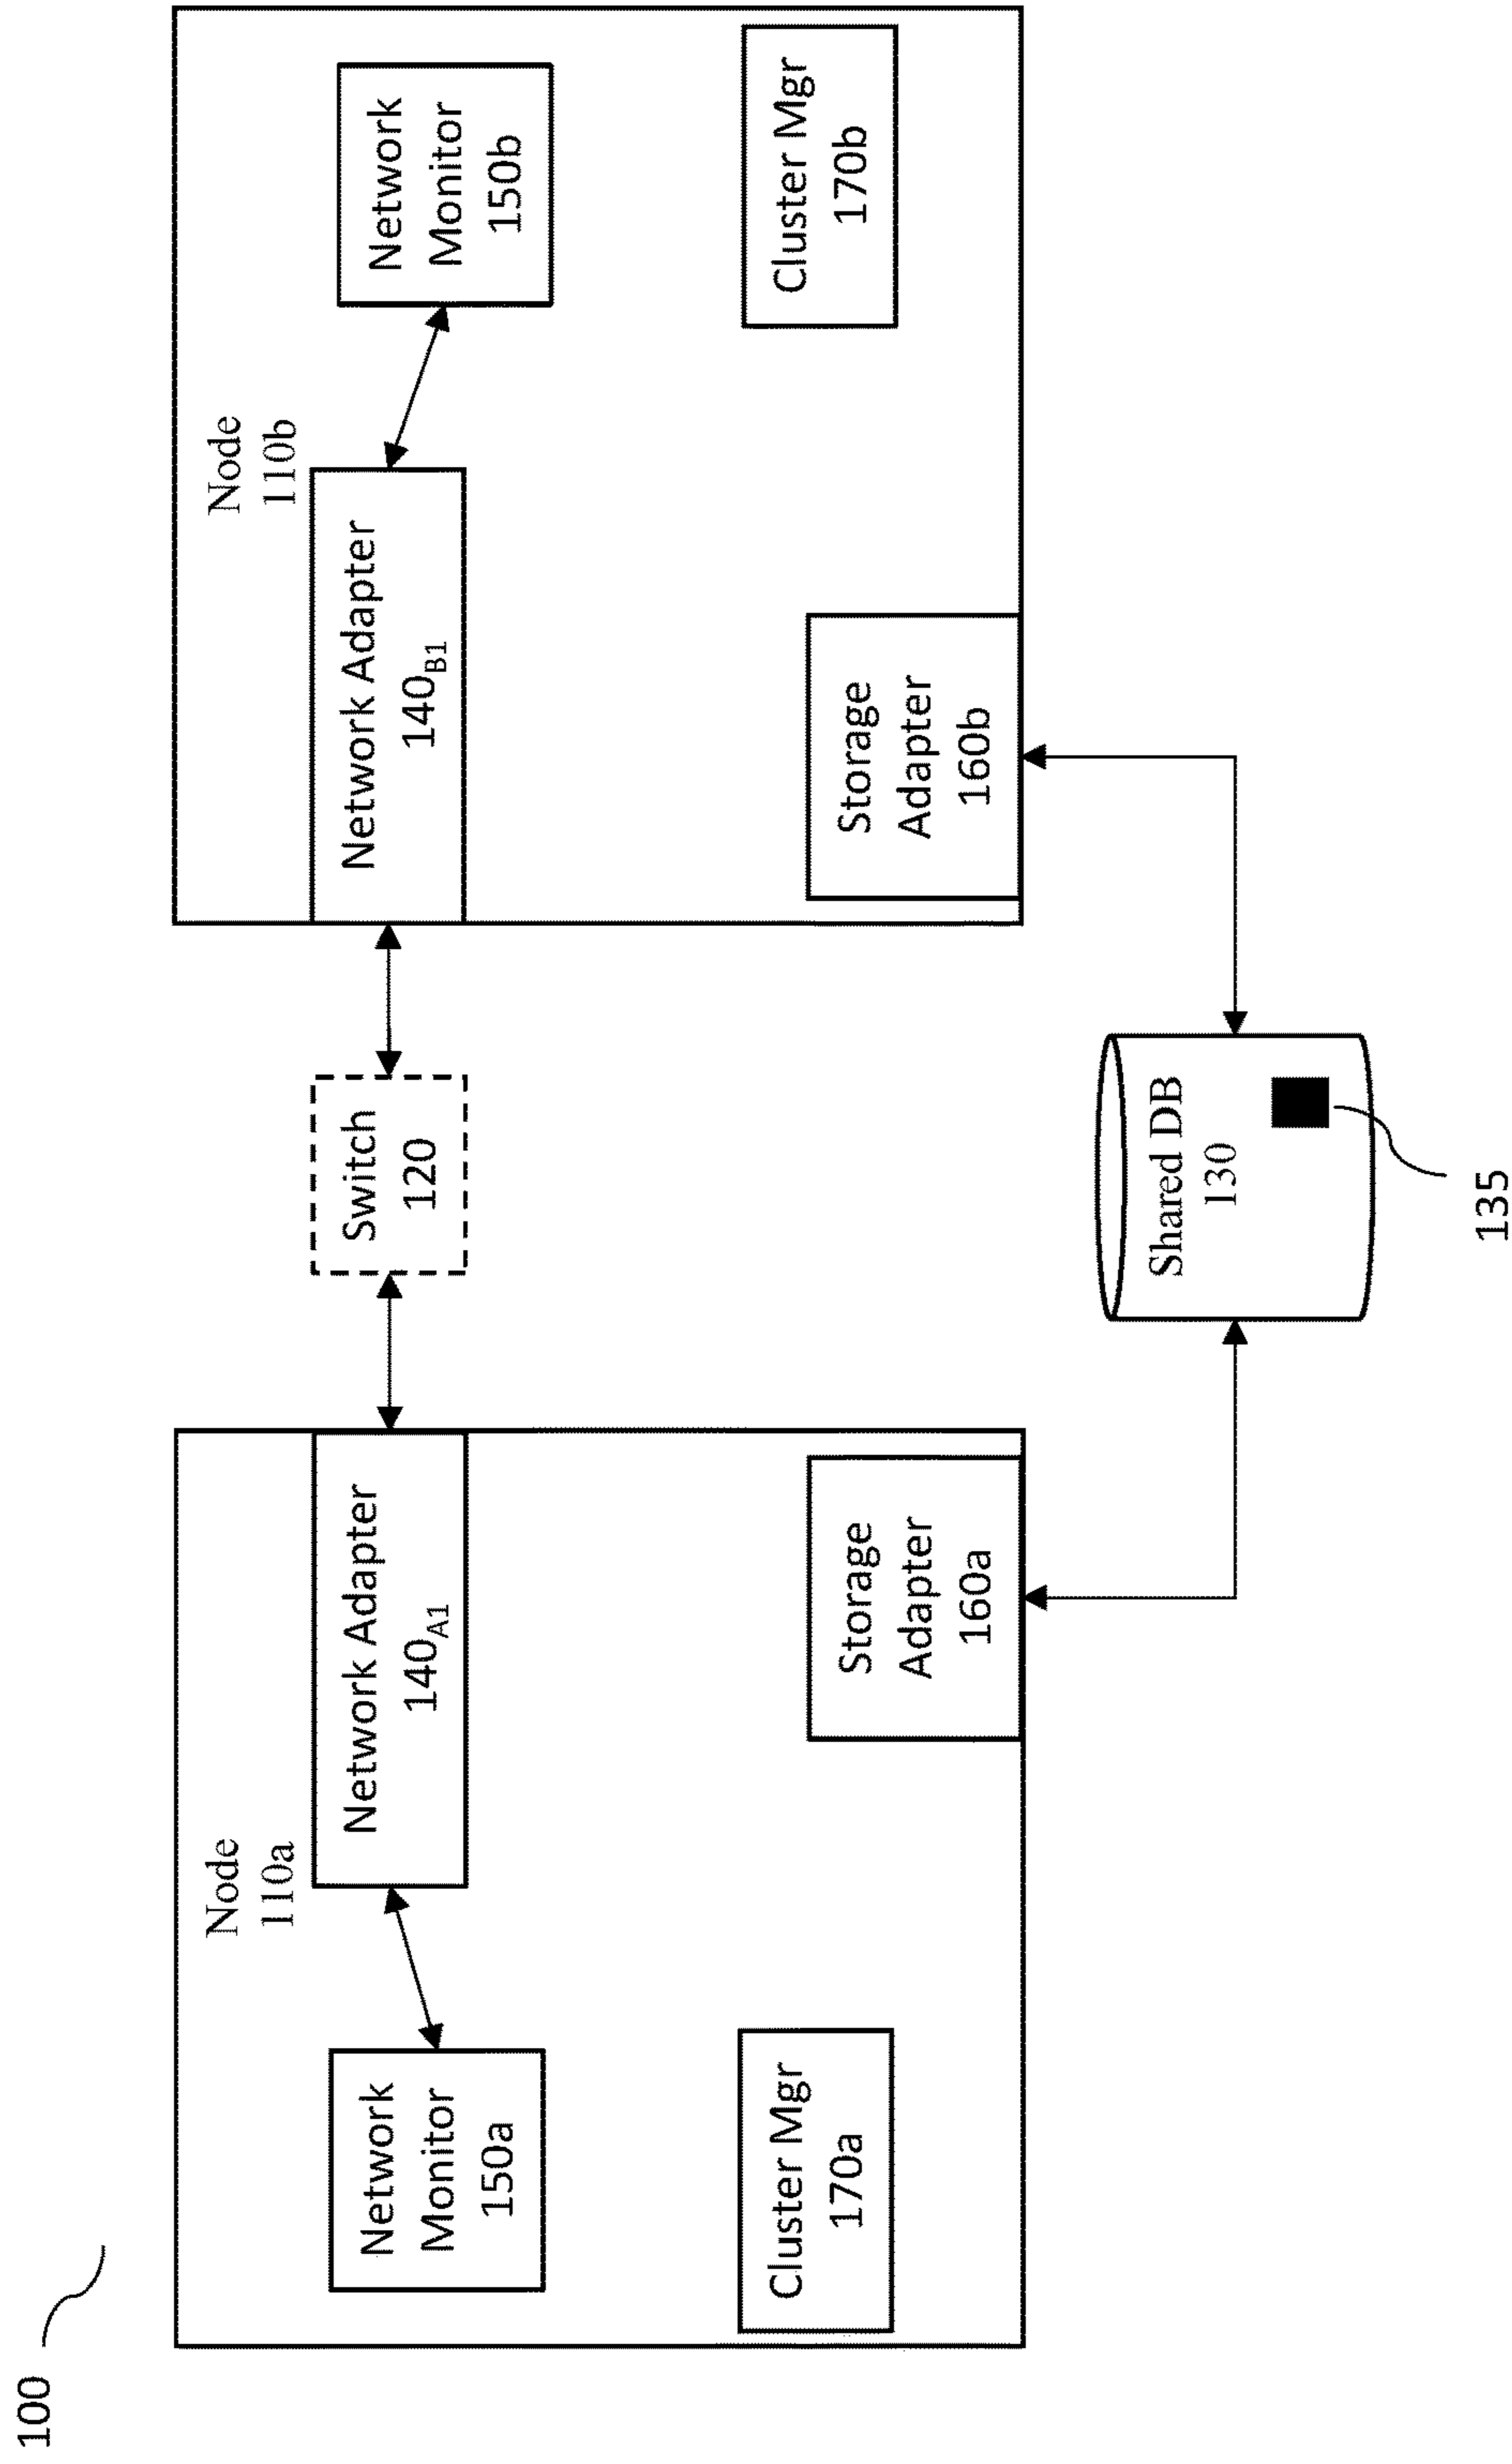 100
Node
110a
Network
Monitor
150a
Network Adapter
140A1
Cluster Mgr
170a
Storage
Adapter
160a
Switch
120
Node
110b
Network Adapter
140B1
Network
Monitor
150b
Storage
Adapter
160b
Cluster Mgr
170b
Shared DB
130
135